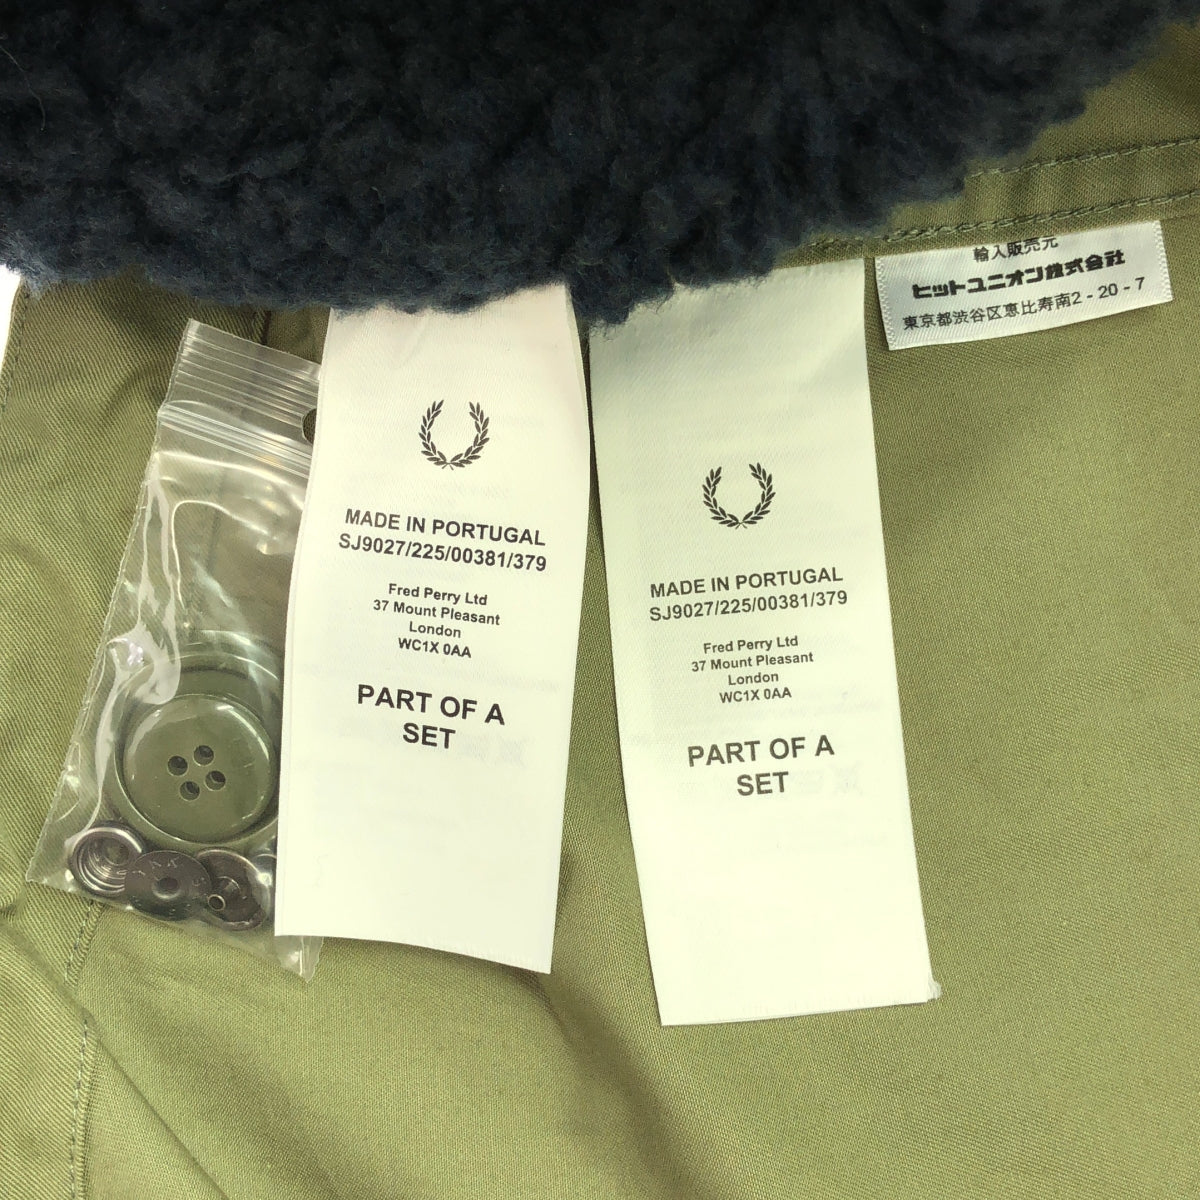 MADE IN PORTUGAL
SJ9027/225/00381/379
Fred Perry Ltd
37 Mount Pleasant
London
WC1X 0AA
PART OF A
SET
MADE IN PORTUGAL
SJ9027/225/00381/379
Fred Perry Ltd
37 Mount Pleasant
London
WC1X 0AA
PART OF A
SET
輸入販売元
ヒットユニオン株式会社
東京都渋谷区恵比寿南2-20-7